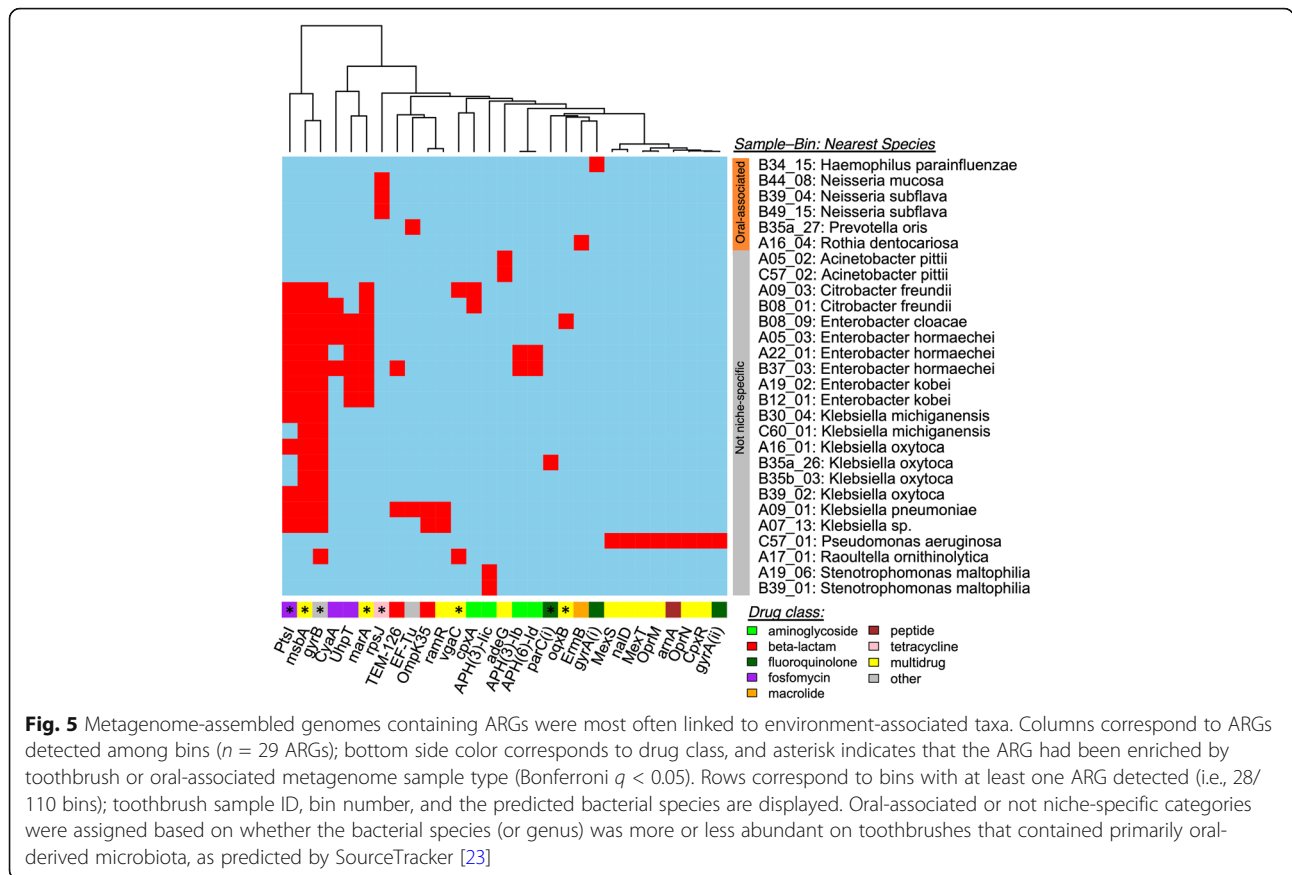 Sample–Bin: Nearest Species
Oral-associated
Not niche-specific
B34_15: Haemophilus parainfluenzae
B44_08: Neisseria mucosa
B39_04: Neisseria subflava
B49_15: Neisseria subflava
B35a_27: Prevotella oris
A16_04: Rothia dentocariosa
A05_02: Acinetobacter pittii
C57_02: Acinetobacter pittii
A09_03: Citrobacter freundii
B08_01: Citrobacter freundii
B08_09: Enterobacter cloacae
A05_03: Enterobacter hormaechei
A22_01: Enterobacter hormaechei
B37_03: Enterobacter hormaechei
A19_02: Enterobacter kobei
B12_01: Enterobacter kobei
B30_04: Klebsiella michiganensis
C60_01: Klebsiella michiganensis
A16_01: Klebsiella oxytoca
B35a_26: Klebsiella oxytoca
B35b_03: Klebsiella oxytoca
B39_02: Klebsiella oxytoca
A09_01: Klebsiella pneumoniae
A07_13: Klebsiella sp.
C57_01: Pseudomonas aeruginosa
A17_01: Raoultella ornithinolytica
A19_06: Stenotrophomonas maltophilia
B39_01: Stenotrophomonas maltophilia
* * * * * * * *
PtsI
msbA
gyrB
CyaA
UhpT
marA
rpsJ
TEM-126
EF-Tu
OmpK35
ramR
vgaC
cpxA
APH(3)-IIc
adeG
APH(3)-Ib
APH(6)-Id
parC(i)
oqxB
ErmB
gyrA(i)
MexS
nalD
MexT
OprM
arnA
OprN
CpxR
gyrA(ii)
Drug class:
aminoglycoside
beta-lactam
fluoroquinolone
fosfomycin
macrolide
peptide
tetracycline
multidrug
other
Fig. 5 Metagenome-assembled genomes containing ARGs were most often linked to environment-associated taxa. Columns correspond to ARGs
detected among bins (n = 29 ARGs); bottom side color corresponds to drug class, and asterisk indicates that the ARG had been enriched by
toothbrush or oral-associated metagenome sample type (Bonferroni q < 0.05). Rows correspond to bins with at least one ARG detected (i.e., 28/
110 bins); toothbrush sample ID, bin number, and the predicted bacterial species are displayed. Oral-associated or not niche-specific categories
were assigned based on whether the bacterial species (or genus) was more or less abundant on toothbrushes that contained primarily oral-
derived microbiota, as predicted by SourceTracker [23]